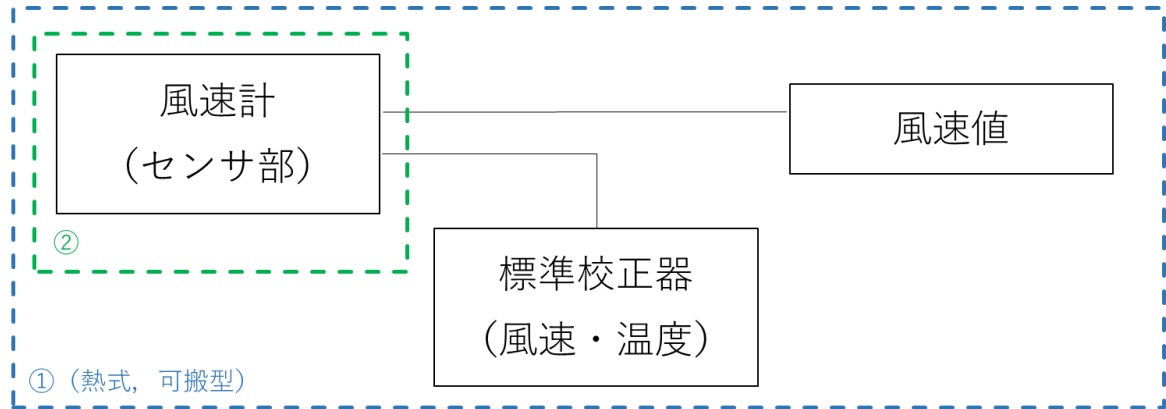 風速計
(センサ部)
風速値
②
標準校正器
(風速・温度)
①（熱式，可搬型）